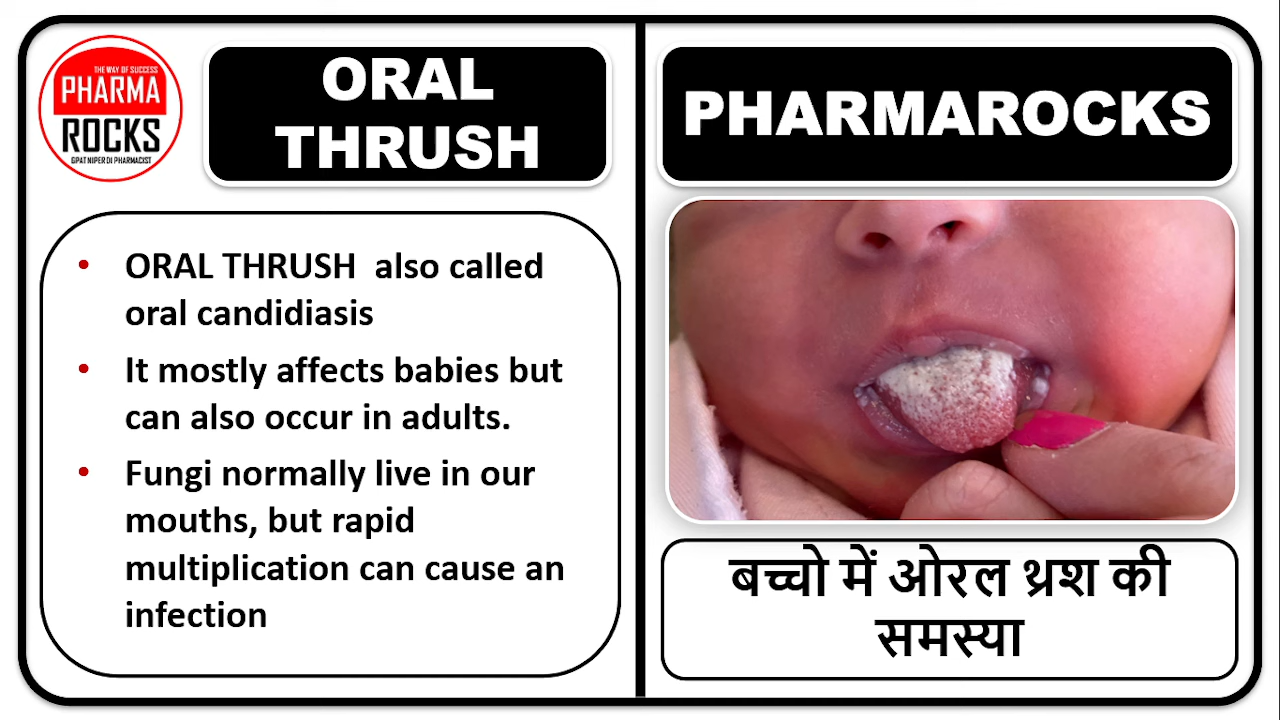 THE WAY OF SUCCESS
PHARMA
ROCKS
GPAT NIPER DI PHARMACIST
ORAL
THRUSH
• ORAL THRUSH also called
oral candidiasis
• It mostly affects babies but
can also occur in adults.
• Fungi normally live in our
mouths, but rapid
multiplication can cause an
infection
PHARMAROCKS
बच्चो में ओरल थ्रश की
समस्या